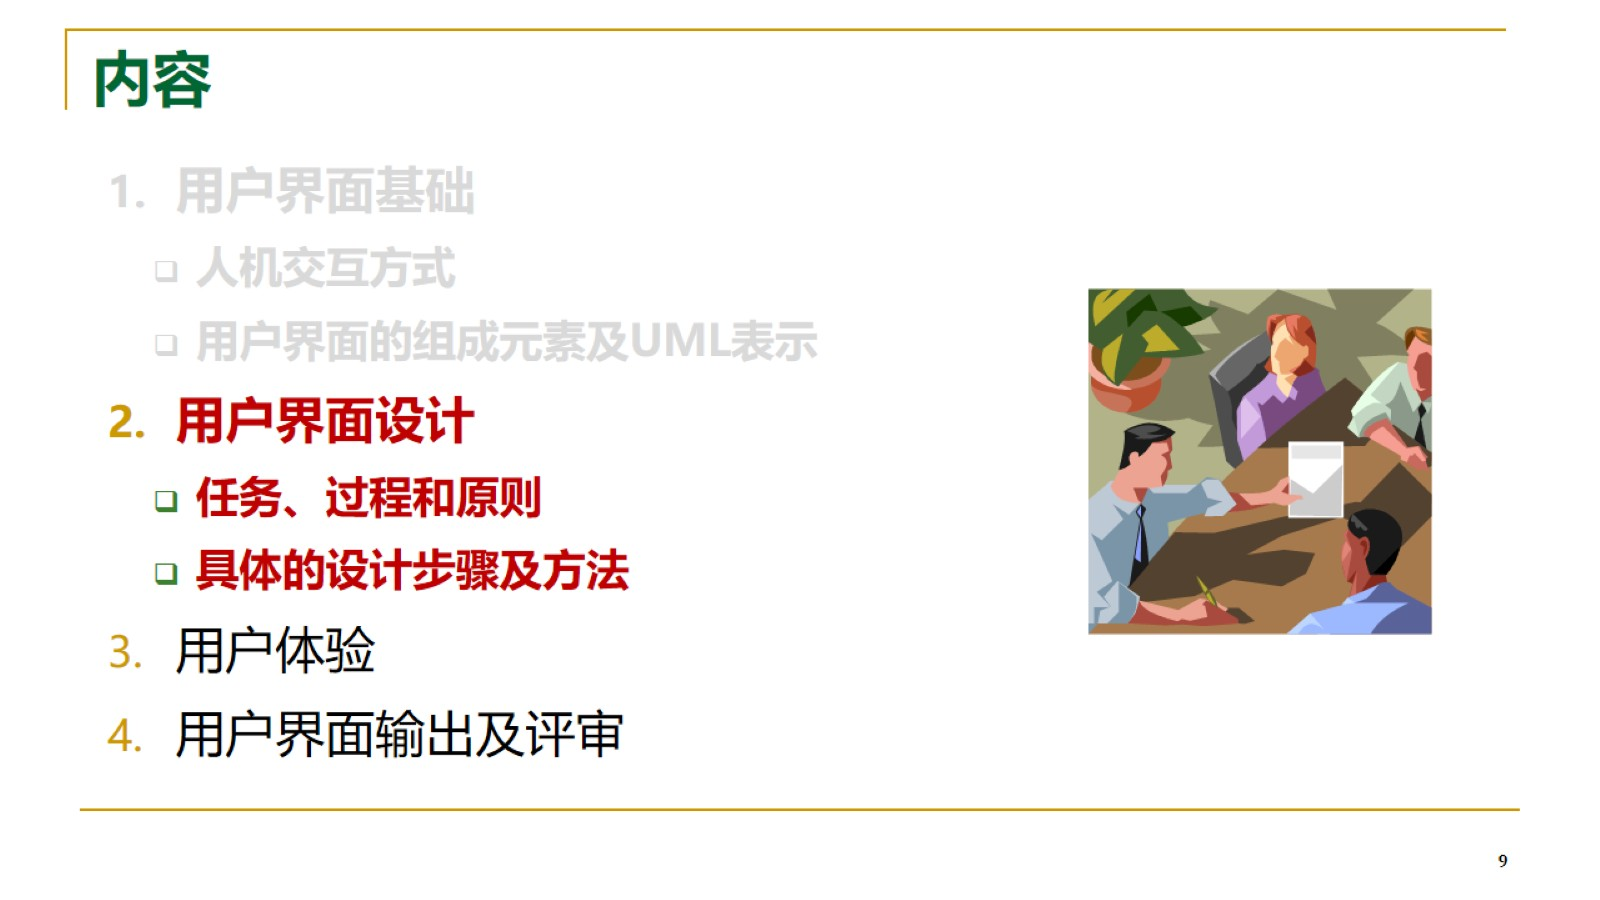 内容
1. 用户界面基础
❑ 人机交互方式
❑ 用户界面的组成元素及UML表示
2. 用户界面设计
❑ 任务、过程和原则
❑ 具体的设计步骤及方法
3. 用户体验
4. 用户界面输出及评审
9